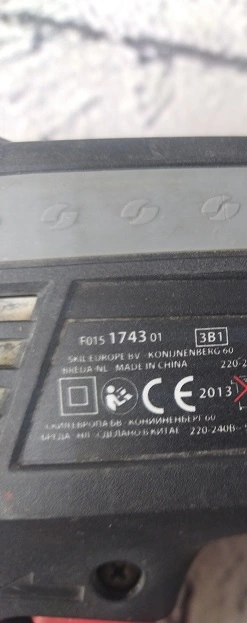 F015 1743 01 3B1
SKIL EUROPE BV - KONIJNENBERG 60
BREDA-NL MADE IN CHINA 220-2
CE 2013
СКИЛ ЕВРОПА БВ - КОНИЙНЕНБЕРГ 60
БРЕДА - НЛ СДЕЛАНО В КИТАЕ 220-240В~